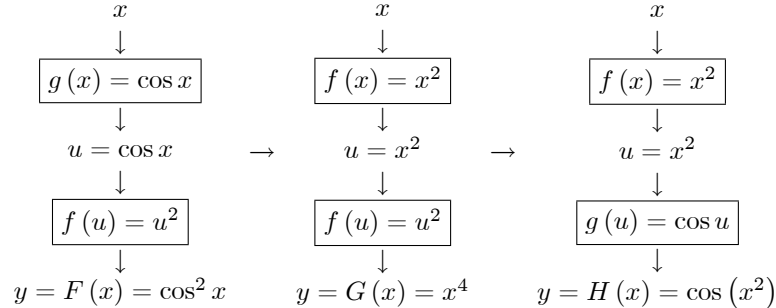 x x x
g (x) = cos x f (x) = x² f (x) = x²
u = cos x → u = x² → u = x²
f (u) = u² f (u) = u² g (u) = cos u
y = F (x) = cos² x y = G (x) = x⁴ y = H (x) = cos (x²)